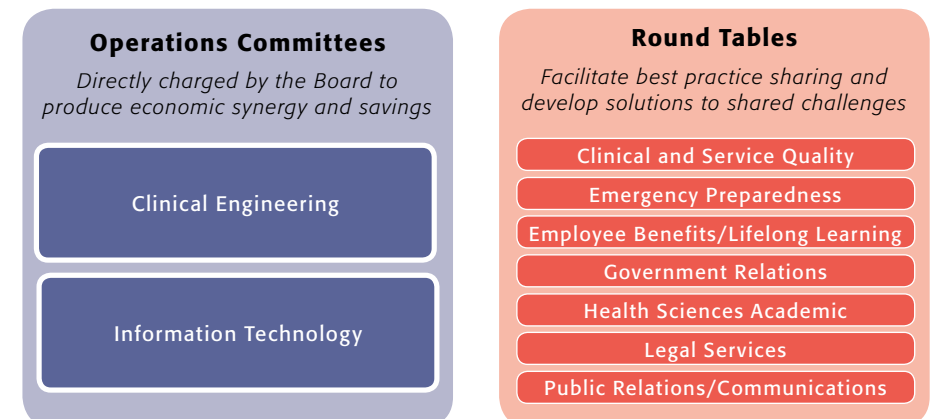 Operations Committees
Directly charged by the Board to
produce economic synergy and savings
Clinical Engineering
Information Technology
Round Tables
Facilitate best practice sharing and
develop solutions to shared challenges
Clinical and Service Quality
Emergency Preparedness
Employee Benefits/Lifelong Learning
Government Relations
Health Sciences Academic
Legal Services
Public Relations/Communications